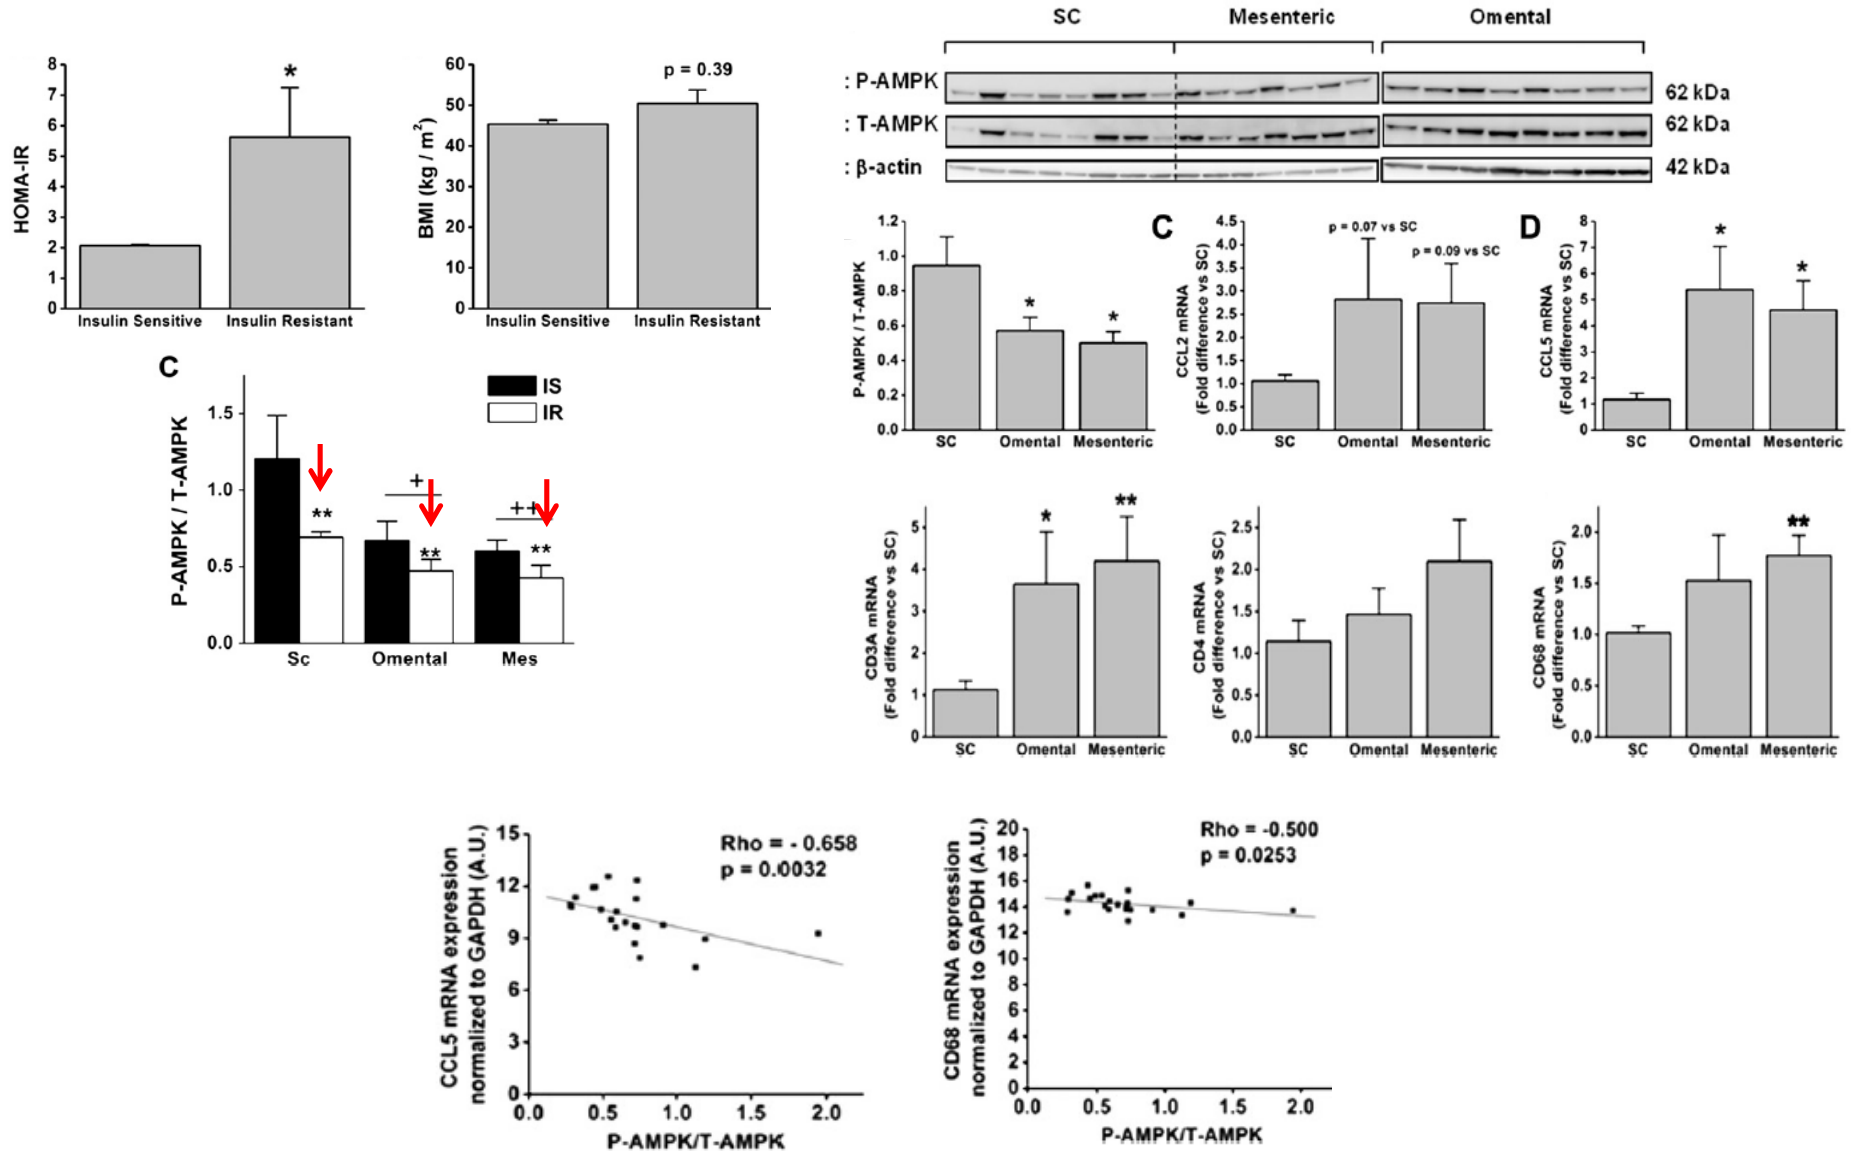 SC Mesenteric Omental
: P-AMPK 62 kDa
: T-AMPK 62 kDa
: β-actin 42 kDa
HOMA-IR
8
7
6
5
4
3
2
1
0
*
Insulin Sensitive Insulin Resistant
BMI (kg / m²)
60
50
40
30
20
10
0
p = 0.39
Insulin Sensitive Insulin Resistant
P-AMPK / T-AMPK
1.2
1.0
0.8
0.6
0.4
0.2
0.0
*
*
SC Omental Mesenteric
C
CCL2 mRNA
(Fold difference vs SC)
4.5
4.0
3.5
3.0
2.5
2.0
1.5
1.0
0.5
0.0
p = 0.07 vs SC
p = 0.09 vs SC
SC Omental Mesenteric
D
CCL5 mRNA
(Fold difference vs SC)
8
7
6
5
4
3
2
1
0
*
*
SC Omental Mesenteric
C
IS
IR
P-AMPK / T-AMPK
1.5
1.0
0.5
0.0
**
+
**
++
**
Sc Omental Mes
CD3A mRNA
(Fold difference vs SC)
5
4
3
2
1
0
*
**
SC Omental Mesenteric
CD4 mRNA
(Fold difference vs SC)
2.5
2.0
1.5
1.0
0.5
0.0
SC Omental Mesenteric
CD68 mRNA
(Fold difference vs SC)
2.0
1.5
1.0
0.5
0.0
**
SC Omental Mesenteric
CCL5 mRNA expression
normalized to GAPDH (A.U.)
15
12
9
6
3
0
Rho = - 0.658
p = 0.0032
0.0 0.5 1.0 1.5 2.0
P-AMPK/T-AMPK
CD68 mRNA expression
normalized to GAPDH (A.U.)
20
18
16
14
12
10
8
6
4
2
0
Rho = -0.500
p = 0.0253
0.0 0.5 1.0 1.5 2.0
P-AMPK/T-AMPK